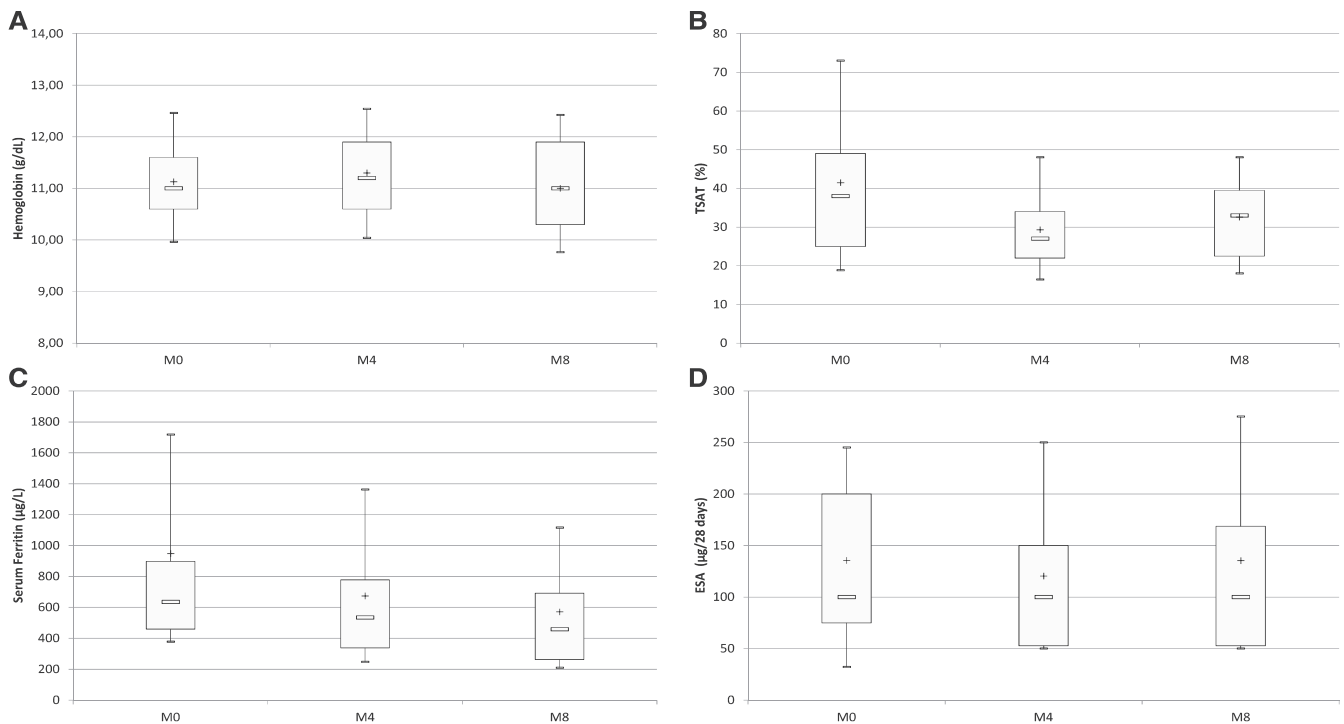 A
14,00
13,00
12,00
11,00
10,00
9,00
8,00
Hemoglobin (g/dL)
M0 M4 M8
B
80
70
60
50
40
30
20
10
0
TSAT (%)
M0 M4 M8
C
2000
1800
1600
1400
1200
1000
800
600
400
200
0
Serum Ferritin (µg/L)
M0 M4 M8
D
300
250
200
150
100
50
0
ESA (µg/28 days)
M0 M4 M8